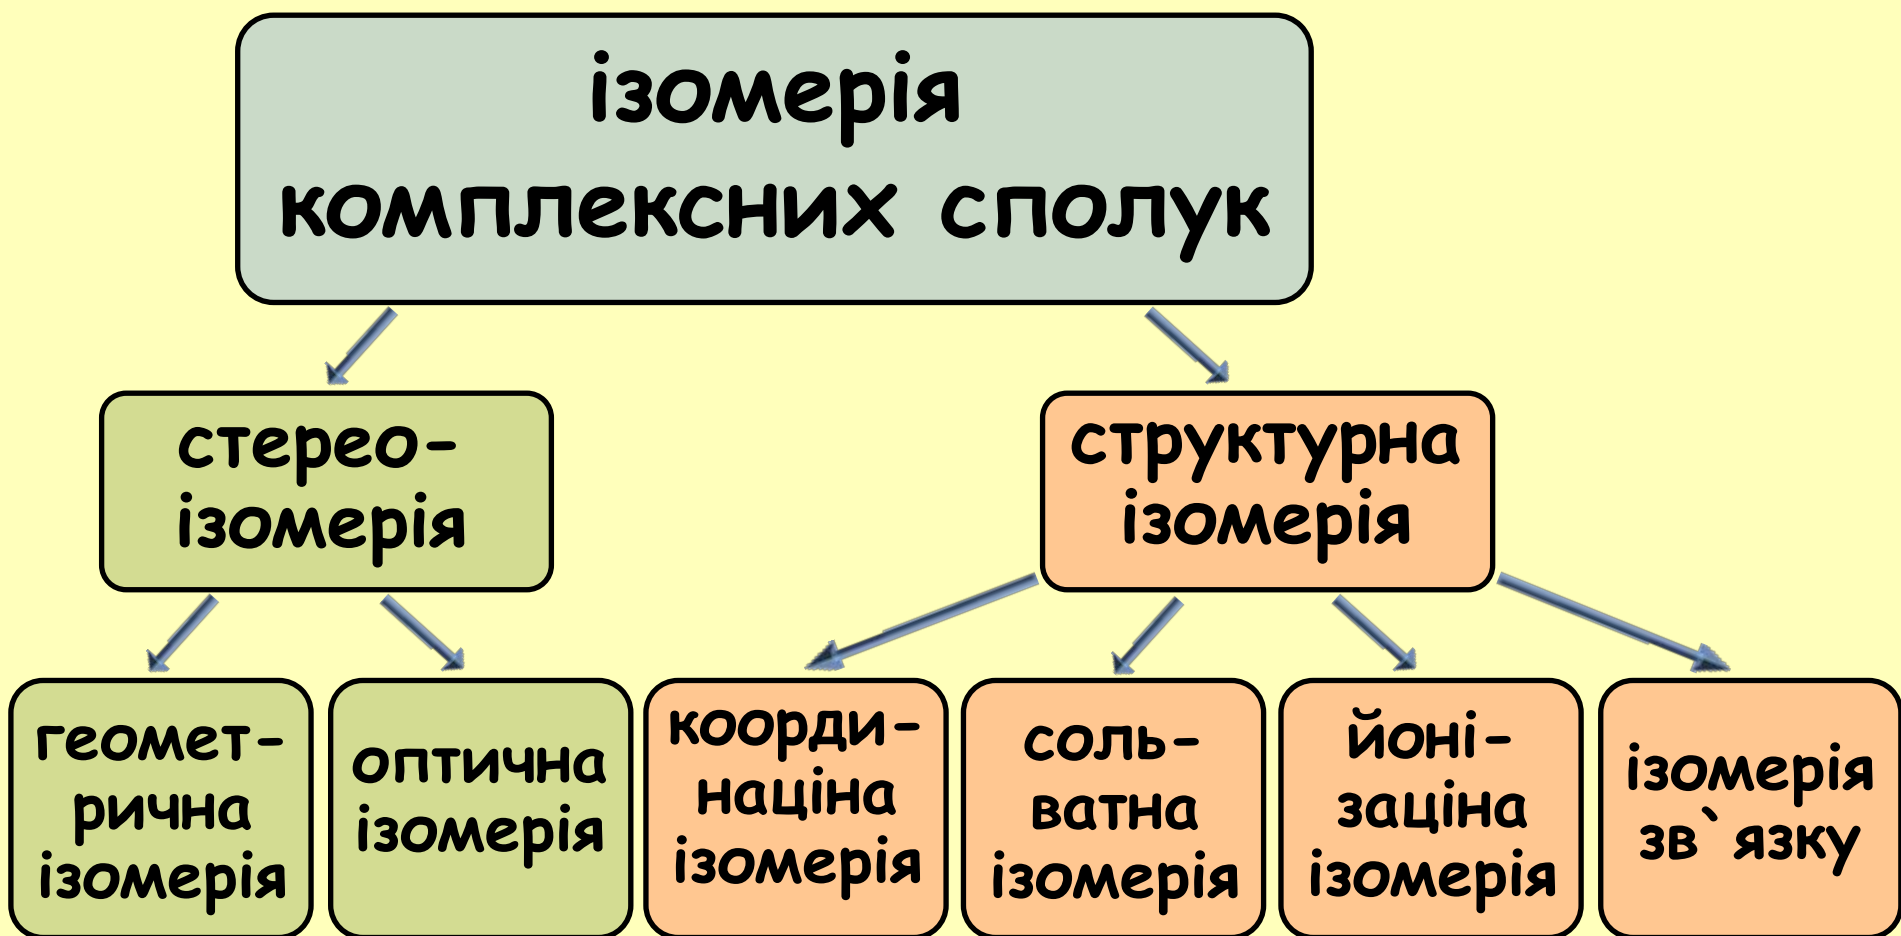 ізомерія
комплексних сполук
стерео-
ізомерія
структурна
ізомерія
геомет-
рична
ізомерія
оптична
ізомерія
коорди-
націна
ізомерія
соль-
ватна
ізомерія
йоні-
заціна
ізомерія
ізомерія
зв`язку